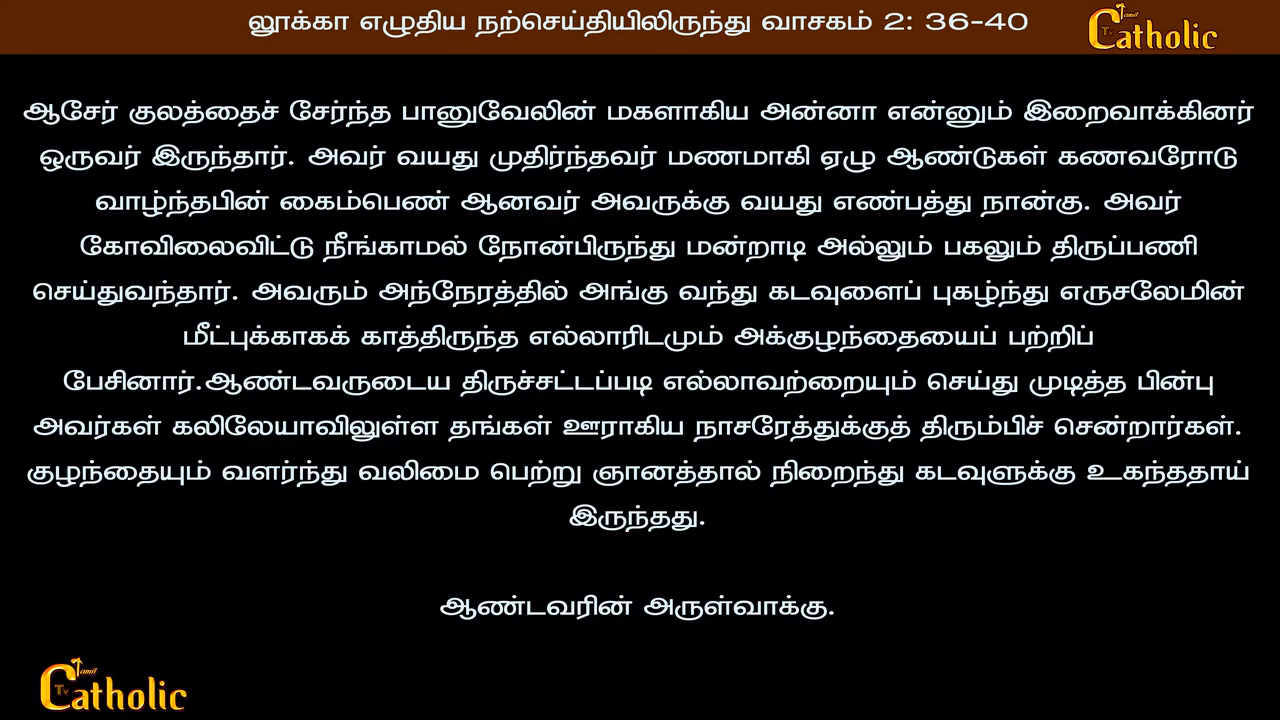 லூக்கா எழுதிய நற்செய்தியிலிருந்து வாசகம் 2: 36-40
Tamil
Catholic
Tv
ஆசேர் குலத்தைச் சேர்ந்த பானுவேலின் மகளாகிய அன்னா என்னும் இறைவாக்கினர்
ஒருவர் இருந்தார். அவர் வயது முதிர்ந்தவர் மணமாகி ஏழு ஆண்டுகள் கணவரோடு
வாழ்ந்தபின் கைம்பெண் ஆனவர் அவருக்கு வயது எண்பத்து நான்கு. அவர்
கோவிலைவிட்டு நீங்காமல் நோன்பிருந்து மன்றாடி அல்லும் பகலும் திருப்பணி
செய்துவந்தார். அவரும் அந்நேரத்தில் அங்கு வந்து கடவுளைப் புகழ்ந்து எருசலேமின்
மீட்புக்காகக் காத்திருந்த எல்லாரிடமும் அக்குழந்தையைப் பற்றிப்
பேசினார்.ஆண்டவருடைய திருச்சட்டப்படி எல்லாவற்றையும் செய்து முடித்த பின்பு
அவர்கள் கலிலேயாவிலுள்ள தங்கள் ஊராகிய நாசரேத்துக்குத் திரும்பிச் சென்றார்கள்.
குழந்தையும் வளர்ந்து வலிமை பெற்று ஞானத்தால் நிறைந்து கடவுளுக்கு உகந்ததாய்
இருந்தது.
ஆண்டவரின் அருள்வாக்கு.
Tamil
Catholic
Tv